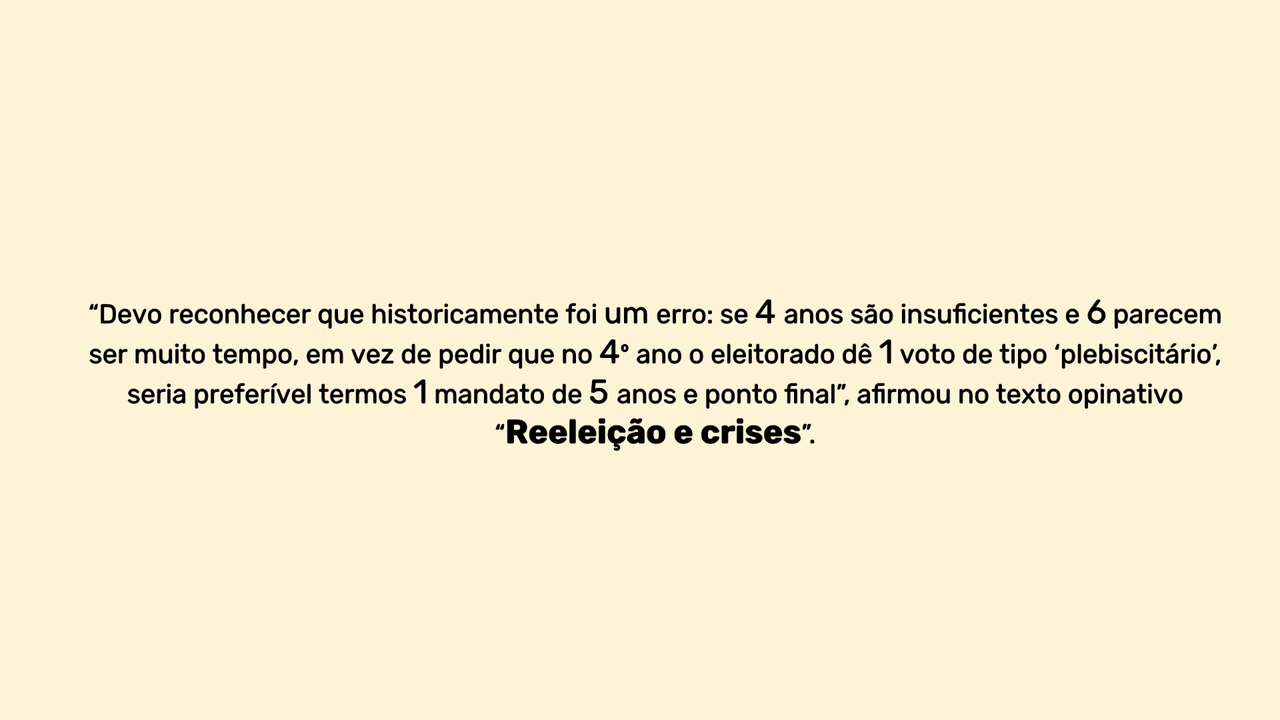 “Devo reconhecer que historicamente foi um erro: se 4 anos são insuficientes e 6 parecem
ser muito tempo, em vez de pedir que no 4º ano o eleitorado dê 1 voto de tipo ‘plebiscitário’,
seria preferível termos 1 mandato de 5 anos e ponto final”, afirmou no texto opinativo
“Reeleição e crises”.